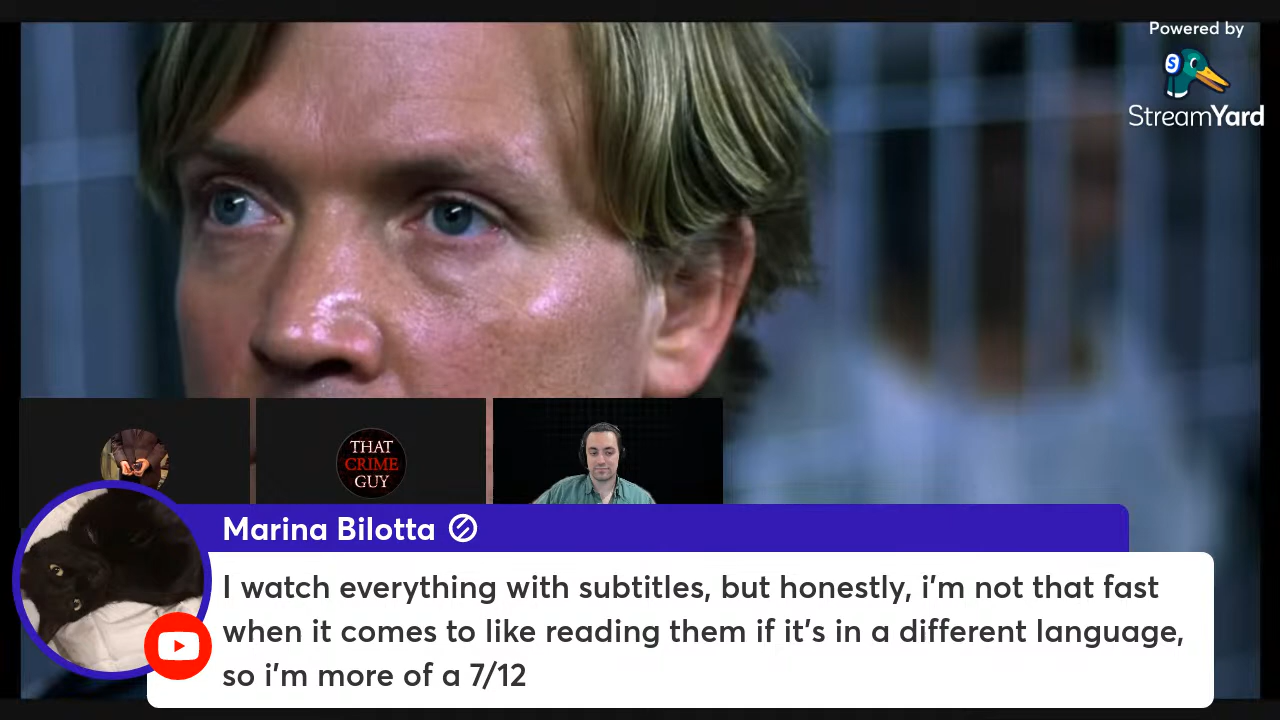 Powered by
S
StreamYard
THAT
CRIME
GUY
Marina Bilotta
I watch everything with subtitles, but honestly, i'm not that fast
when it comes to like reading them if it's in a different language,
so i'm more of a 7/12